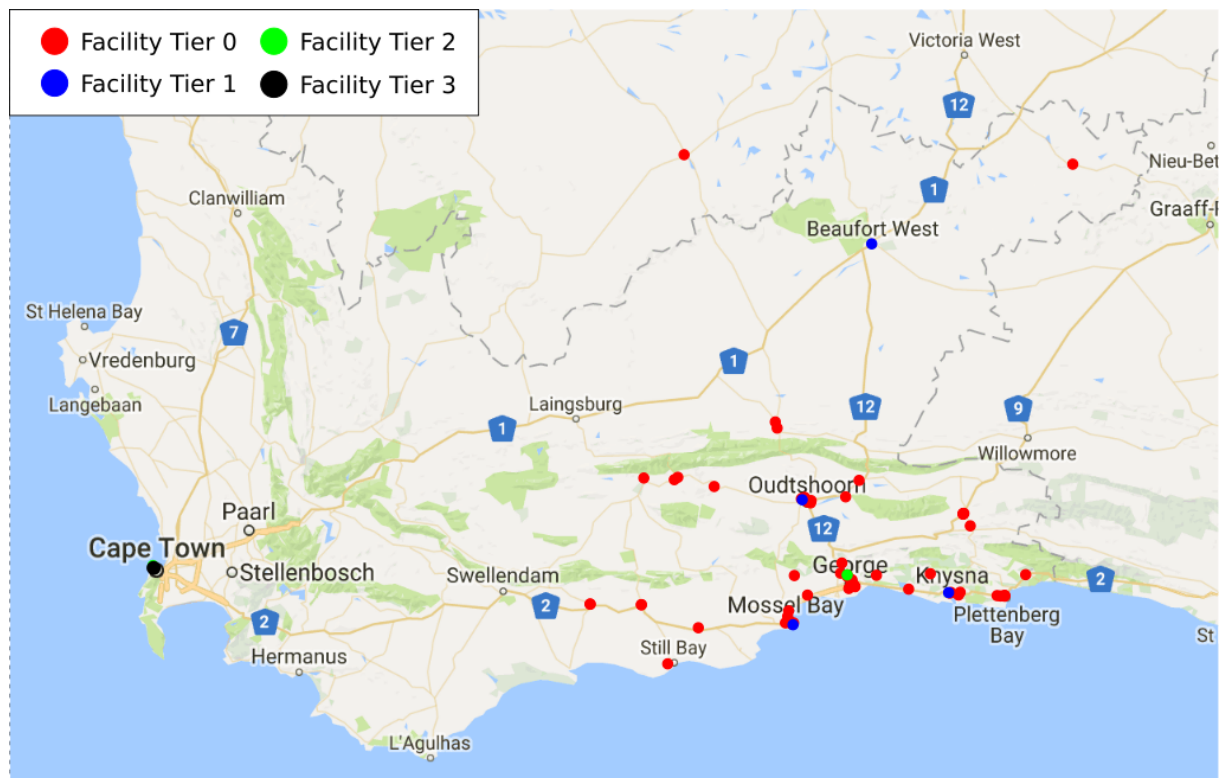 Facility Tier 0
Facility Tier 2
Facility Tier 1
Facility Tier 3
Victoria West
12
Nieu-Bet
1
Clanwilliam
Graaff-R
Beaufort West
St Helena Bay
7
Vredenburg
1
Langebaan
Laingsburg
12
9
1
Willowmore
Oudtshoorn
Paarl
12
Cape Town
George
Stellenbosch
Swellendam
Knysna
2
2
Mossel Bay
Plettenberg
Bay
2
St
Still Bay
Hermanus
L'Agulhas